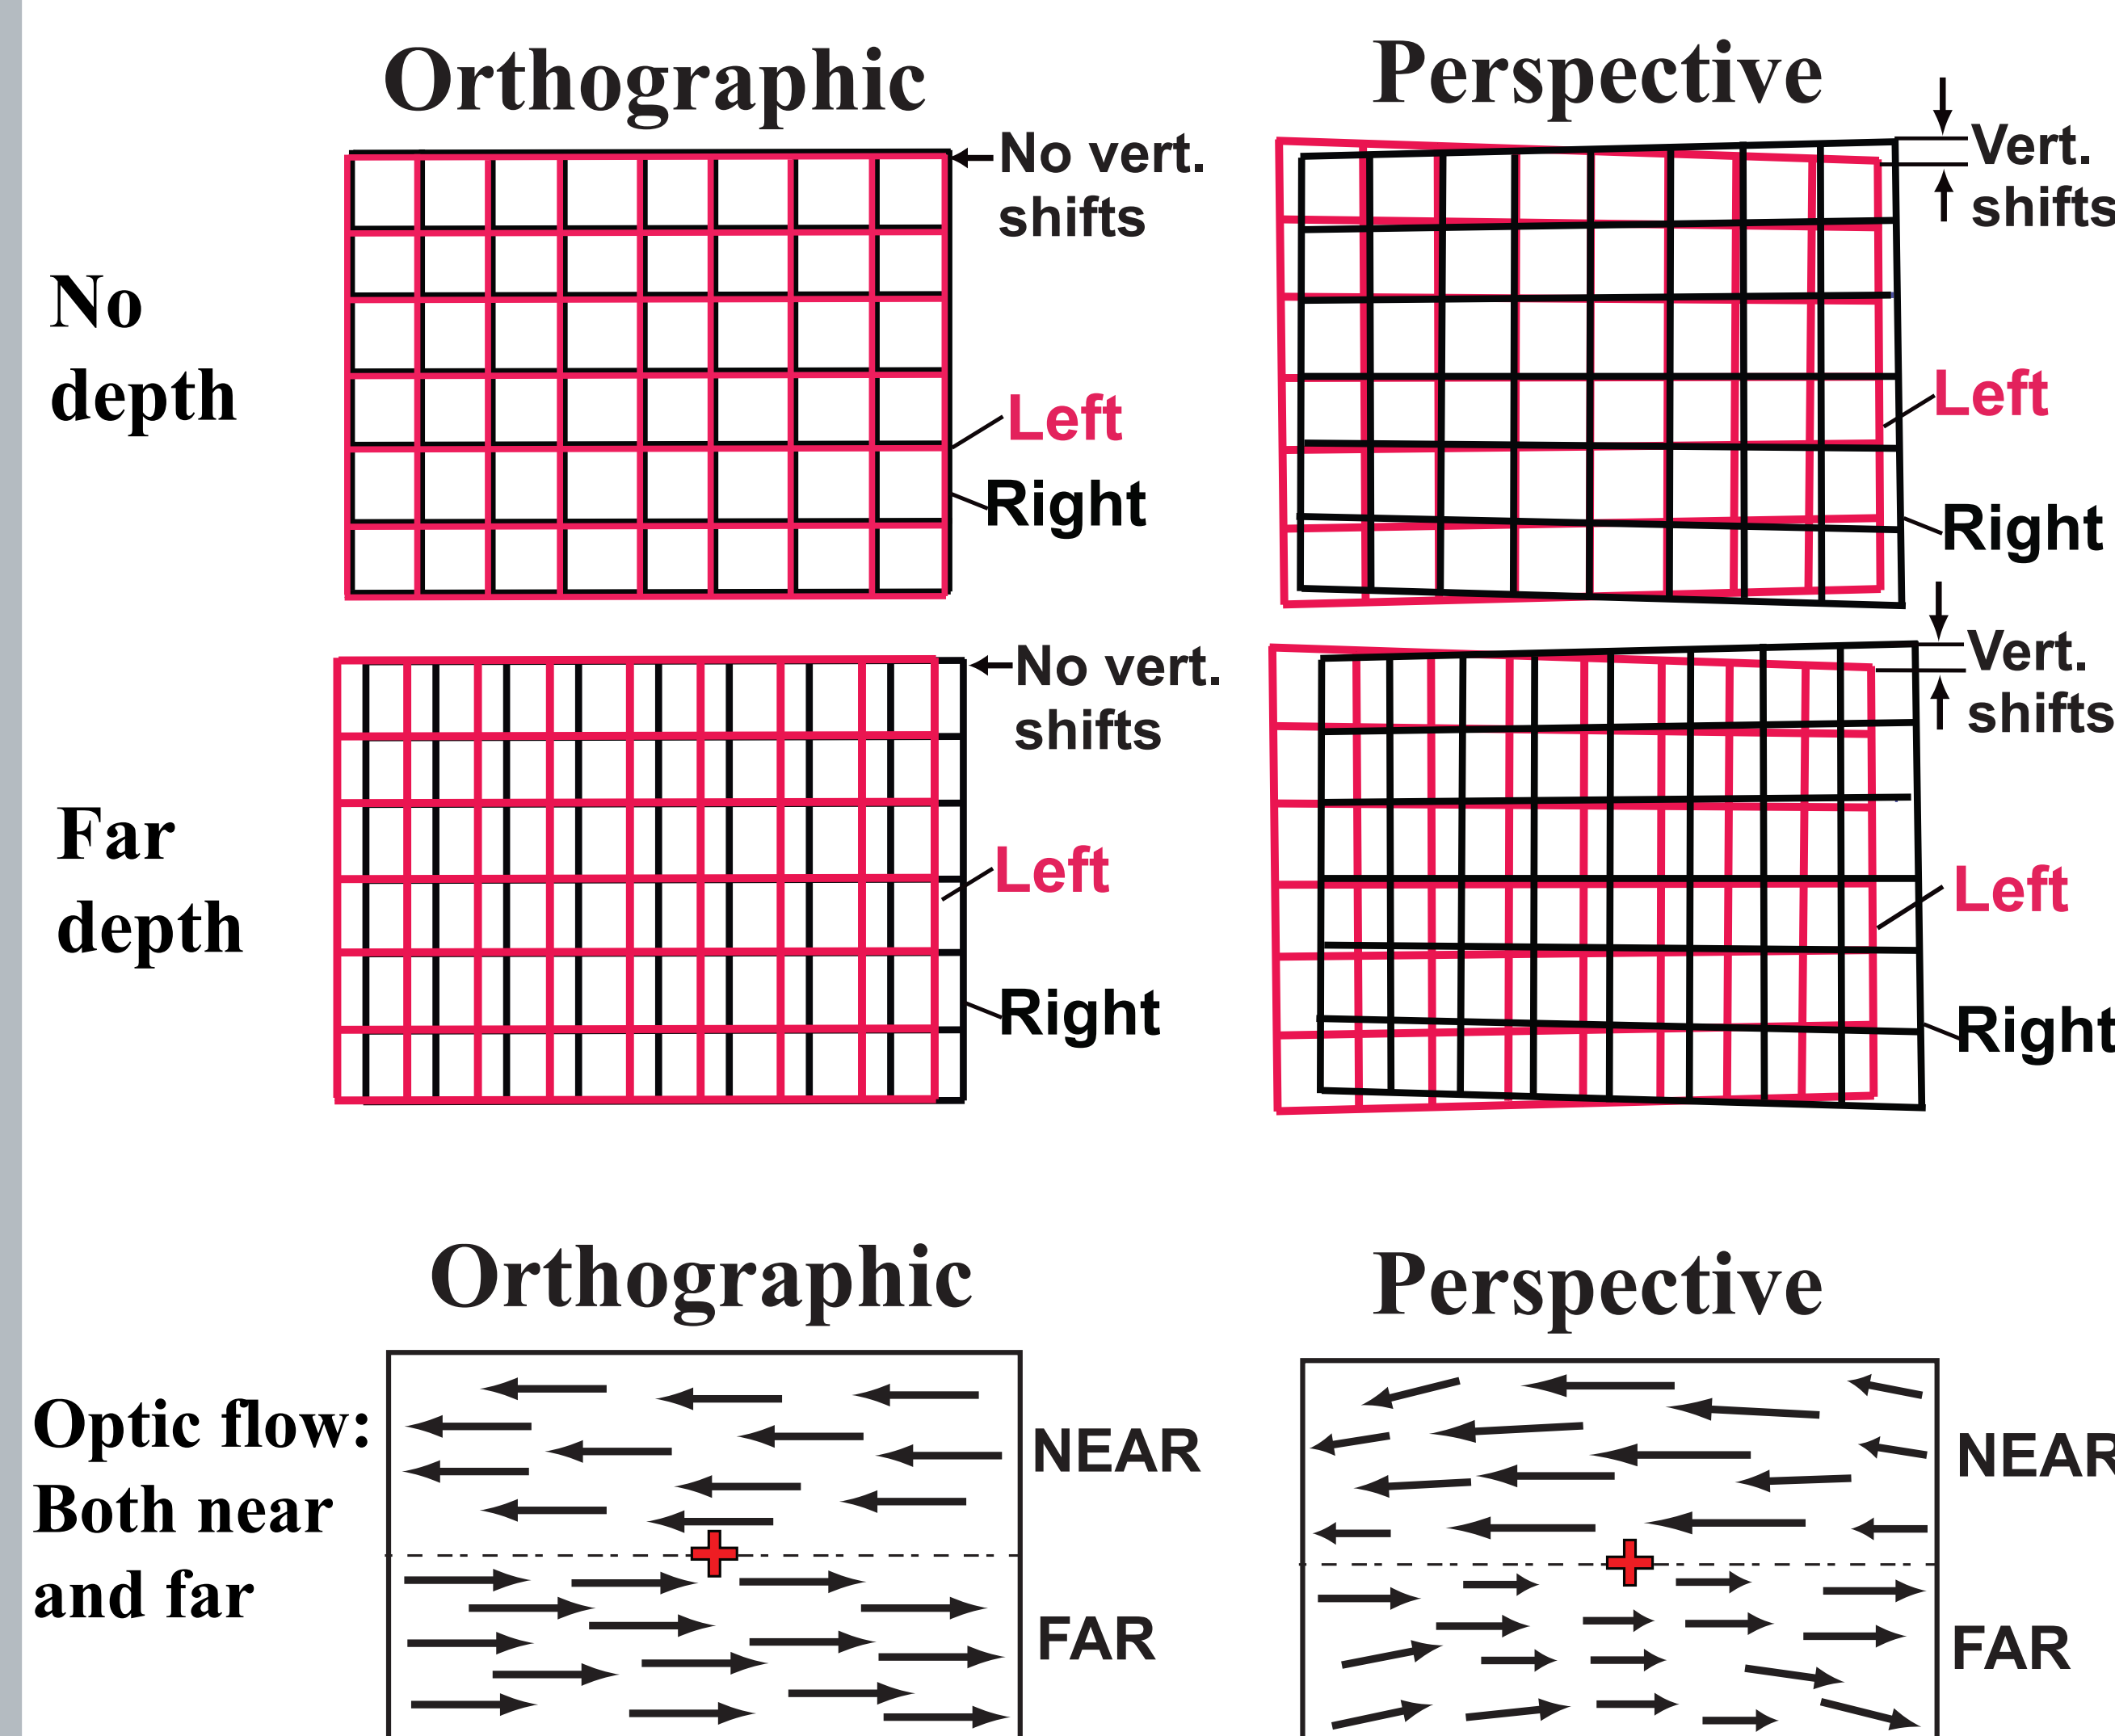 Orthographic
Perspective
No vert.
shifts
Vert.
shifts
No
depth
Left
Right
Left
Right
No vert.
shifts
Vert.
shifts
Far
depth
Left
Right
Left
Right
Orthographic
Perspective
Optic flow:
Both near
and far
NEAR
FAR
NEAR
FAR